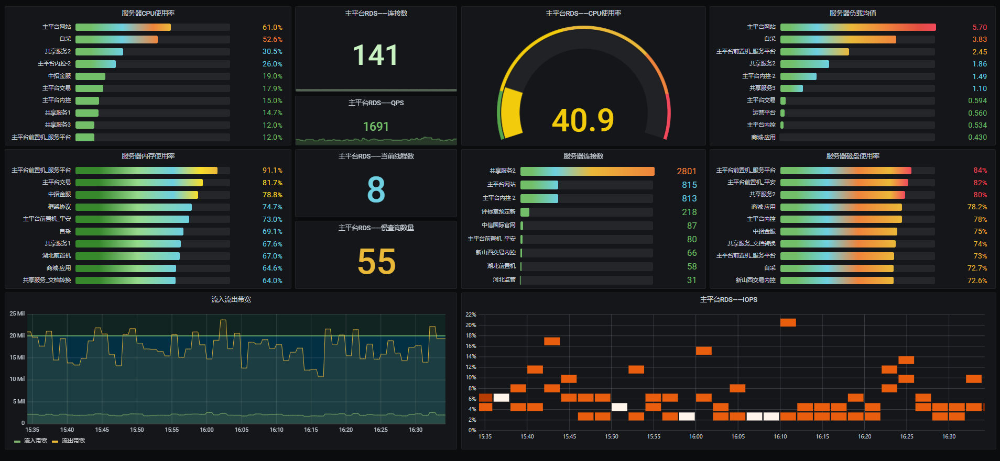 服务器CPU使用率
主平台网站 61.0%
自采 52.6%
共享服务2 30.5%
主平台内控-2 26.0%
中招金服 19.0%
主平台交易 17.9%
主平台内控 15.0%
共享服务1 14.7%
共享服务3 12.0%
主平台前置机_服务平台 12.0%
主平台RDS——连接数
141
主平台RDS——QPS
1691
主平台RDS——CPU使用率
40.9
服务器负载均值
主平台网站 5.70
自采 3.83
主平台前置机_服务平台 2.45
共享服务2 1.86
主平台内控-2 1.49
共享服务3 1.10
主平台交易 0.594
运营平台 0.560
主平台内控 0.534
商城-应用 0.430
服务器内存使用率
主平台前置机_服务平台 91.1%
主平台交易 81.7%
中招金服 78.8%
框架协议 74.7%
主平台前置机_平安 73.0%
自采 69.1%
共享服务1 67.6%
湖北前置机 67.0%
商城-应用 64.6%
共享服务_文档转换 64.0%
主平台RDS——当前线程数
8
主平台RDS——慢查询数量
55
服务器连接数
共享服务2 2801
主平台网站 815
主平台内控-2 813
评标室预定新 218
中信国际官网 87
主平台前置机_平安 80
新山西交易内控 66
湖北前置机 58
河北监管 31
服务器磁盘使用率
主平台前置机_服务平台 84%
主平台前置机_平安 82%
共享服务2 80%
商城-应用 78.2%
主平台内控 78%
中招金服 75%
共享服务_文档转换 74%
主平台前置机_服务平台 73%
自采 72.7%
新山西交易内控 72.6%
流入流出带宽
25 Mil
20 Mil
15 Mil
10 Mil
5 Mil
0
15:35 15:40 15:45 15:50 15:55 16:00 16:05 16:10 16:15 16:20 16:25 16:30
流入带宽 流出带宽
主平台RDS——IOPS
22%
20%
18%
16%
14%
12%
10%
8%
6%
4%
2%
0%
15:35 15:40 15:45 15:50 15:55 16:00 16:05 16:10 16:15 16:20 16:25 16:30